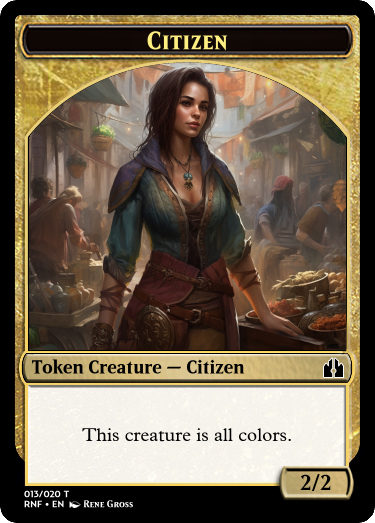 Citizen
Token Creature — Citizen
This creature is all colors.
2/2
013/020 T
RNF • EN Rene Gross